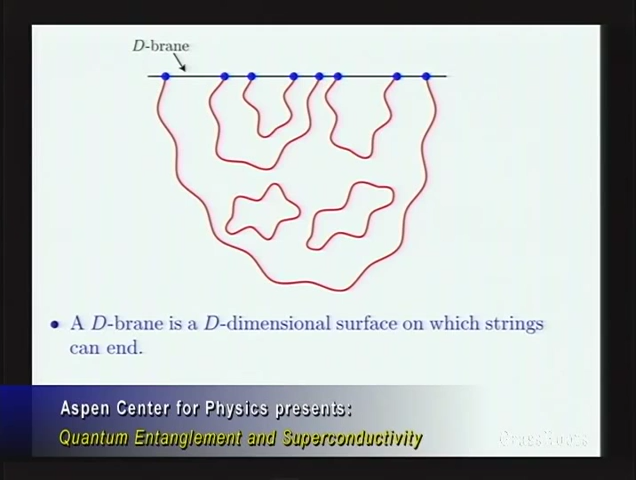 D-brane
• A D-brane is a D-dimensional surface on which strings
can end.
Aspen Center for Physics presents:
Quantum Entanglement and Superconductivity
GrassRoots